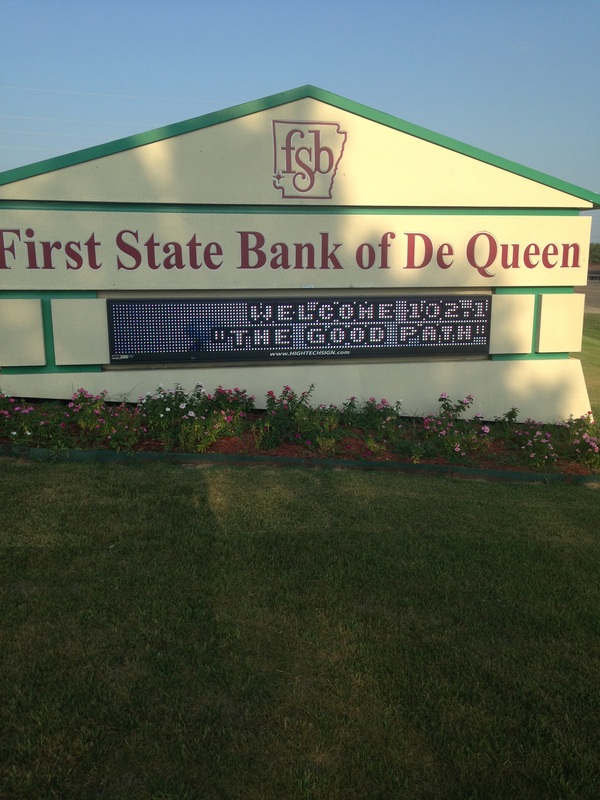 fsb
First State Bank of De Queen
WELCOME 102.1
"THE GOOD PATH"
www.HIGHTECHSIGN.com